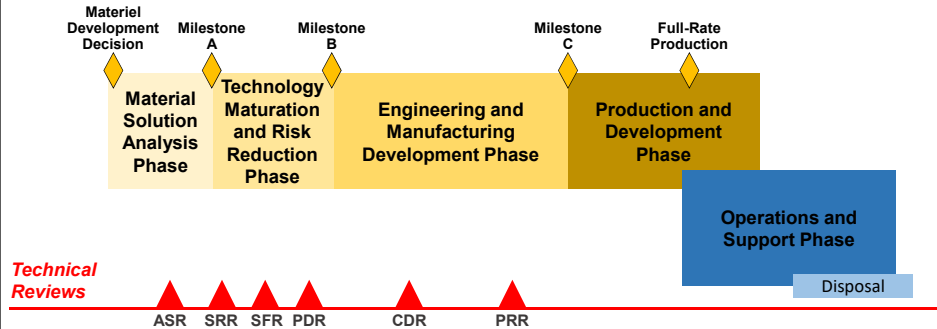 Materiel
Development
Decision
Milestone
A
Milestone
B
Milestone
C
Full-Rate
Production
Material
Solution
Analysis
Phase
Technology
Maturation
and Risk
Reduction
Phase
Engineering and
Manufacturing
Development Phase
Production and
Development
Phase
Operations and
Support Phase
Disposal
Technical
Reviews
ASR
SRR
SFR
PDR
CDR
PRR